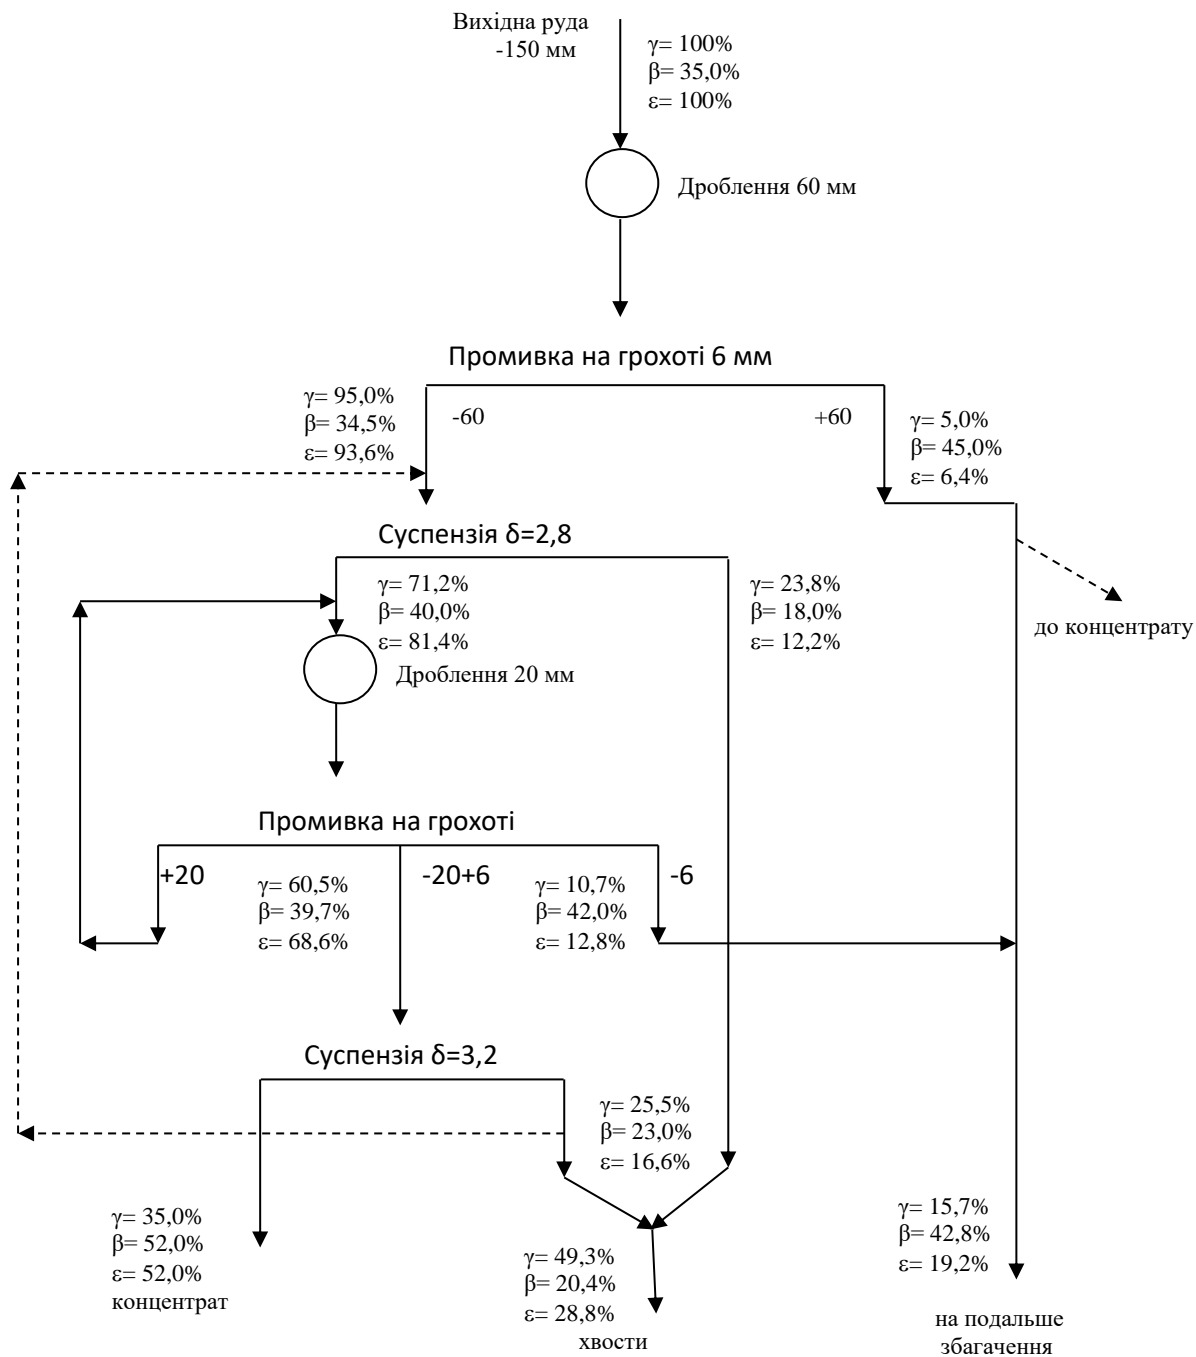 Вихідна руда
-150 мм
γ= 100%
β= 35,0%
ε= 100%
Дроблення 60 мм
Промивка на грохоті 6 мм
γ= 95,0%
β= 34,5%
ε= 93,6%
-60
+60
γ= 5,0%
β= 45,0%
ε= 6,4%
Суспензія δ=2,8
γ= 71,2%
β= 40,0%
ε= 81,4%
γ= 23,8%
β= 18,0%
ε= 12,2%
до концентрату
Дроблення 20 мм
Промивка на грохоті
+20
γ= 60,5%
β= 39,7%
ε= 68,6%
-20+6
γ= 10,7%
β= 42,0%
ε= 12,8%
-6
Суспензія δ=3,2
γ= 25,5%
β= 23,0%
ε= 16,6%
γ= 35,0%
β= 52,0%
ε= 52,0%
концентрат
γ= 49,3%
β= 20,4%
ε= 28,8%
хвости
γ= 15,7%
β= 42,8%
ε= 19,2%
на подальше
збагачення